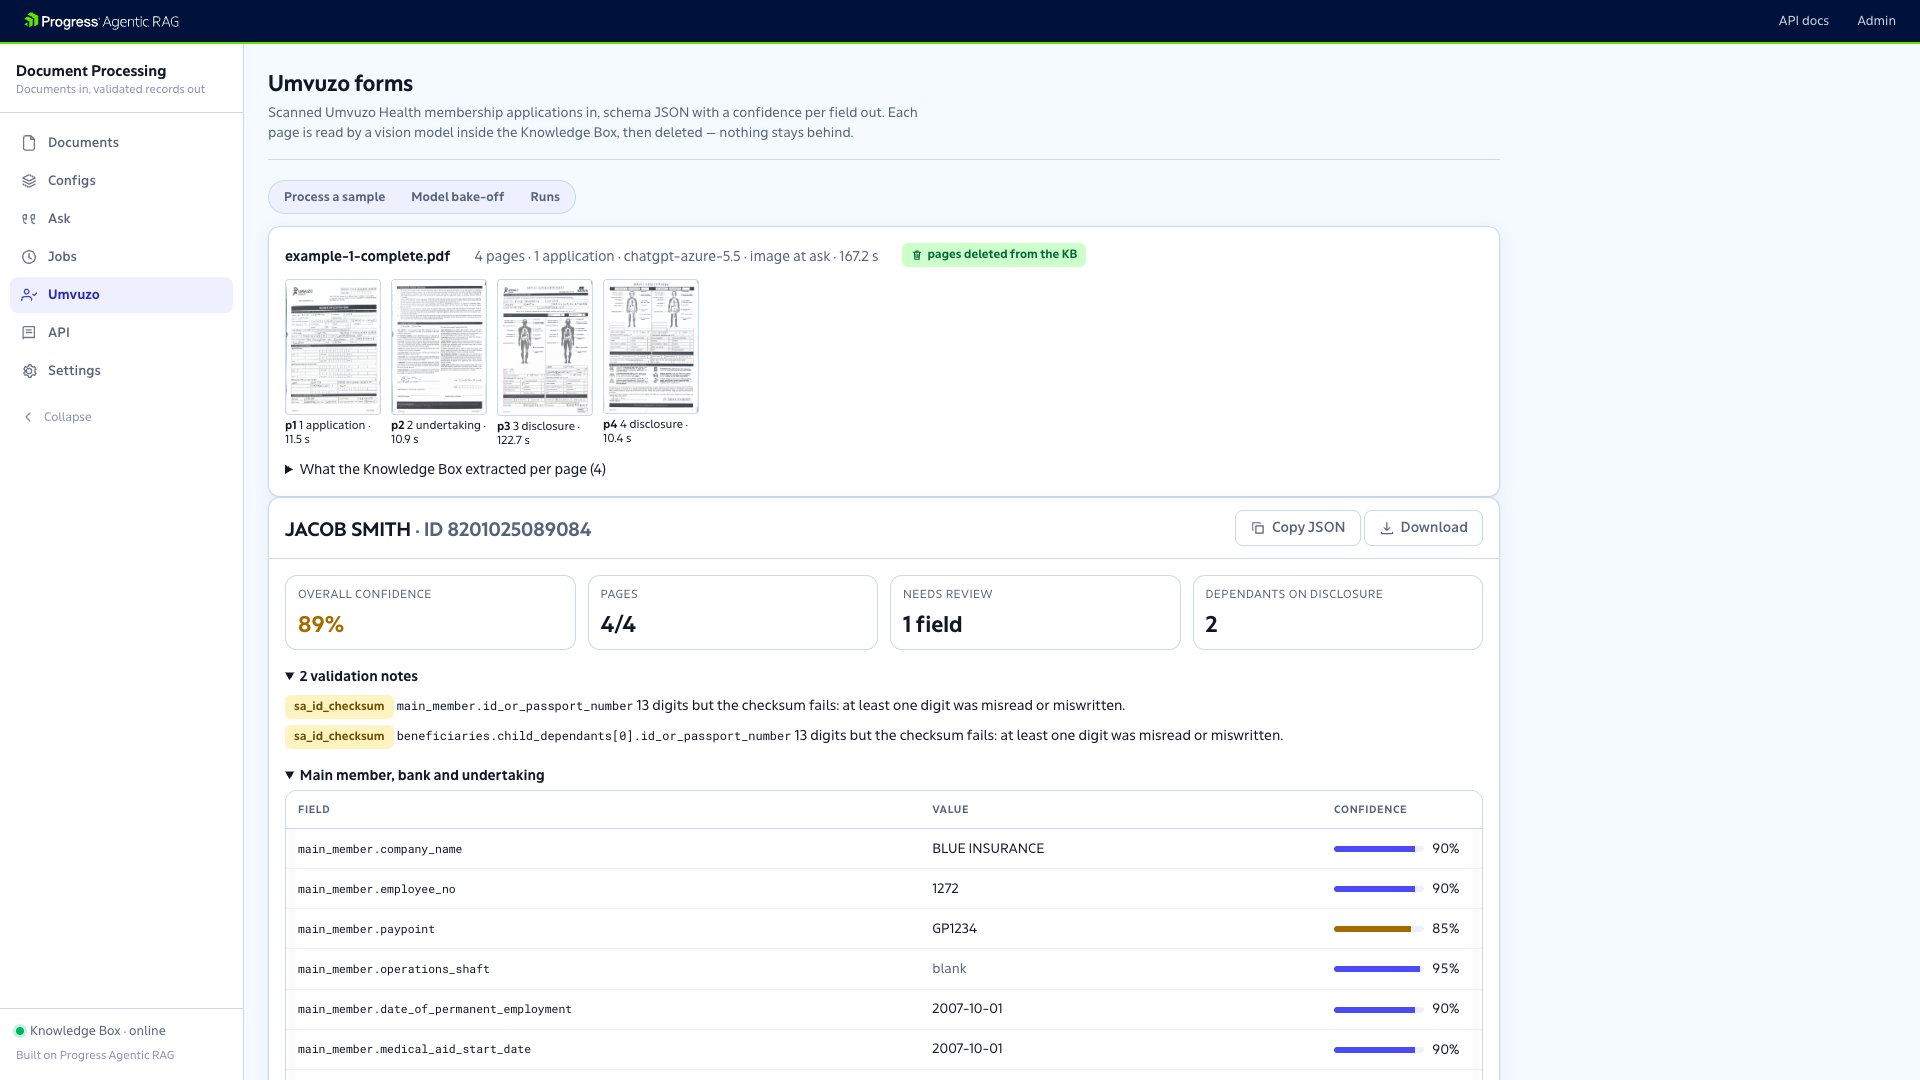 Progress Agentic RAG
API docs
Admin
Document Processing
Documents in, validated records out
Documents
Configs
Ask
Jobs
Umvuzo
API
Settings
Collapse
Knowledge Box · online
Built on Progress Agentic RAG
Umvuzo forms
Scanned Umvuzo Health membership applications in, schema JSON with a confidence per field out. Each
page is read by a vision model inside the Knowledge Box, then deleted — nothing stays behind.
Process a sample
Model bake-off
Runs
example-1-complete.pdf
4 pages · 1 application · chatgpt-azure-5.5 · image at ask · 167.2 s
pages deleted from the KB
p1 1 application ·
11.5 s
p2 2 undertaking ·
10.9 s
p3 3 disclosure ·
122.7 s
p4 4 disclosure ·
10.4 s
What the Knowledge Box extracted per page (4)
JACOB SMITH · ID 8201025089084
Copy JSON
Download
OVERALL CONFIDENCE
89%
PAGES
4/4
NEEDS REVIEW
1 field
DEPENDANTS ON DISCLOSURE
2
2 validation notes
sa_id_checksum main_member.id_or_passport_number 13 digits but the checksum fails: at least one digit was misread or miswritten.
sa_id_checksum beneficiaries.child_dependants[0].id_or_passport_number 13 digits but the checksum fails: at least one digit was misread or miswritten.
Main member, bank and undertaking
FIELD VALUE CONFIDENCE
main_member.company_name BLUE INSURANCE 90%
main_member.employee_no 1272 90%
main_member.paypoint GP1234 85%
main_member.operations_shaft blank 95%
main_member.date_of_permanent_employment 2007-10-01 90%
main_member.medical_aid_start_date 2007-10-01 90%